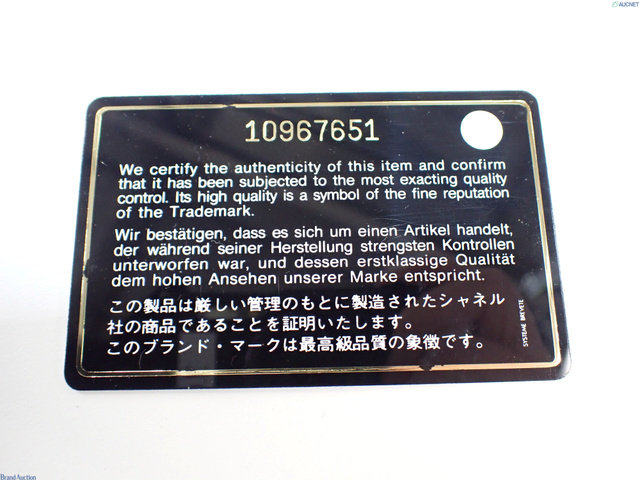 AUCNET
10967651
We certify the authenticity of this item and confirm
that it has been subjected to the most exacting quality
control. Its high quality is a symbol of the fine reputation
of the Trademark.
Wir bestätigen, dass es sich um einen Artikel handelt,
der während seiner Herstellung strengsten Kontrollen
unterworfen war, und dessen erstklassige Qualität
dem hohen Ansehen unserer Marke entspricht.
この製品は厳しい管理のもとに製造されたシャネル
社の商品であることを証明いたします。
このブランド・マークは最高級品質の象徴です。
SYSTEME BREVETE
BrandAuction